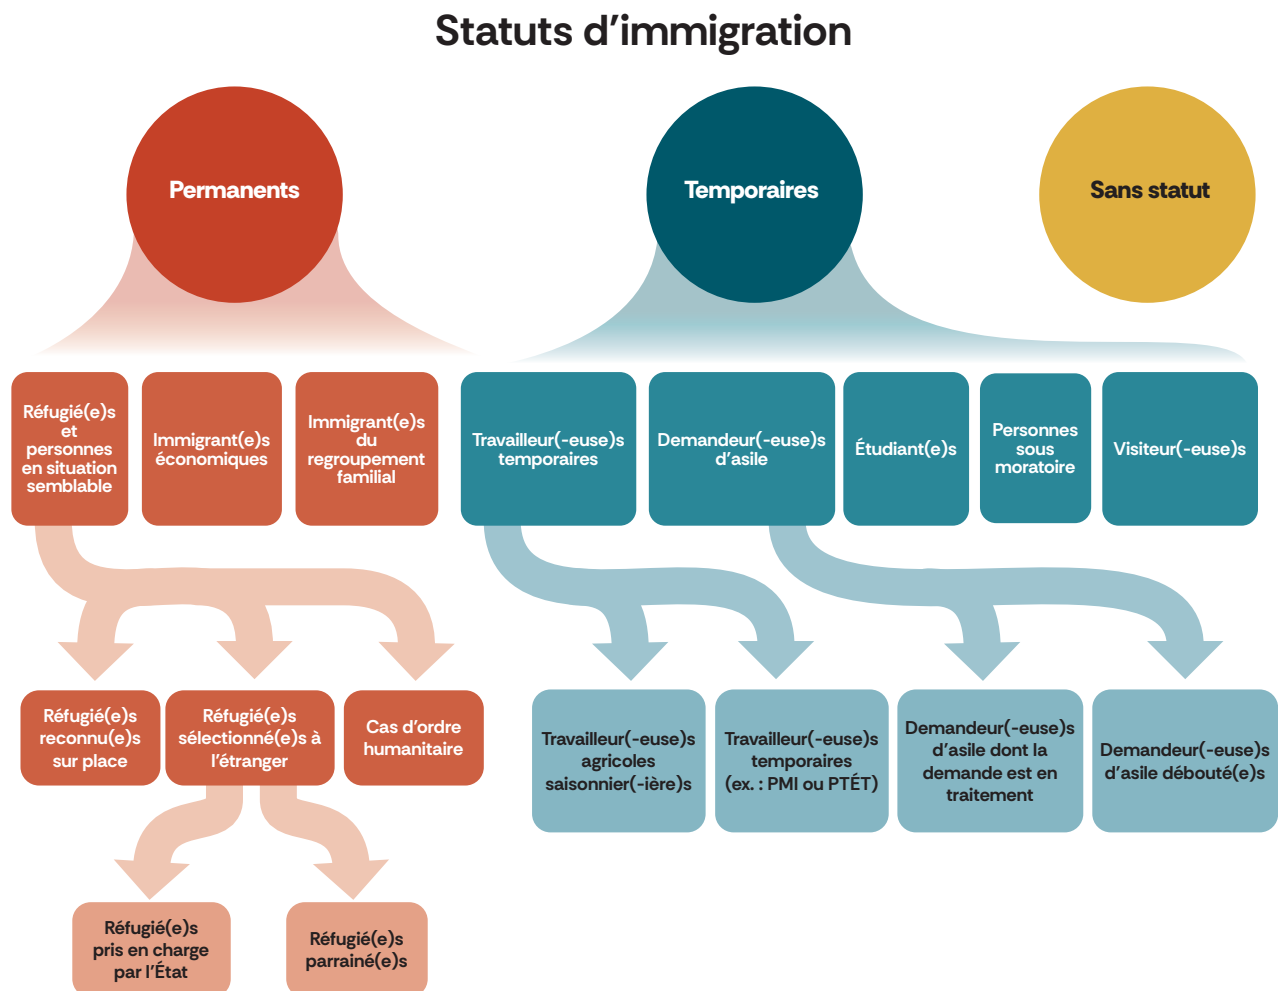 Statuts d'immigration
Permanents
Temporaires
Sans statut
Réfugié(e)s
et
personnes
en situation
semblable
Immigrant(e)s
économiques
Immigrant(e)s
du
regroupement
familial
Travailleur(-euse)s
temporaires
Demandeur(-euse)s
d'asile
Étudiant(e)s
Personnes
sous
moratoire
Visiteur(-euse)s
Réfugié(e)s
reconnu(e)s
sur place
Réfugié(e)s
sélectionné(e)s à
l'étranger
Cas d'ordre
humanitaire
Travailleur(-euse)s
agricoles
saisonnier(-ière)s
Travailleur(-euse)s
temporaires
(ex. : PMI ou PTÉT)
Demandeur(-euse)s
d'asile dont la
demande est en
traitement
Demandeur(-euse)s
d'asile débouté(e)s
Réfugié(e)s
pris en charge
par l'État
Réfugié(e)s
parrainé(e)s